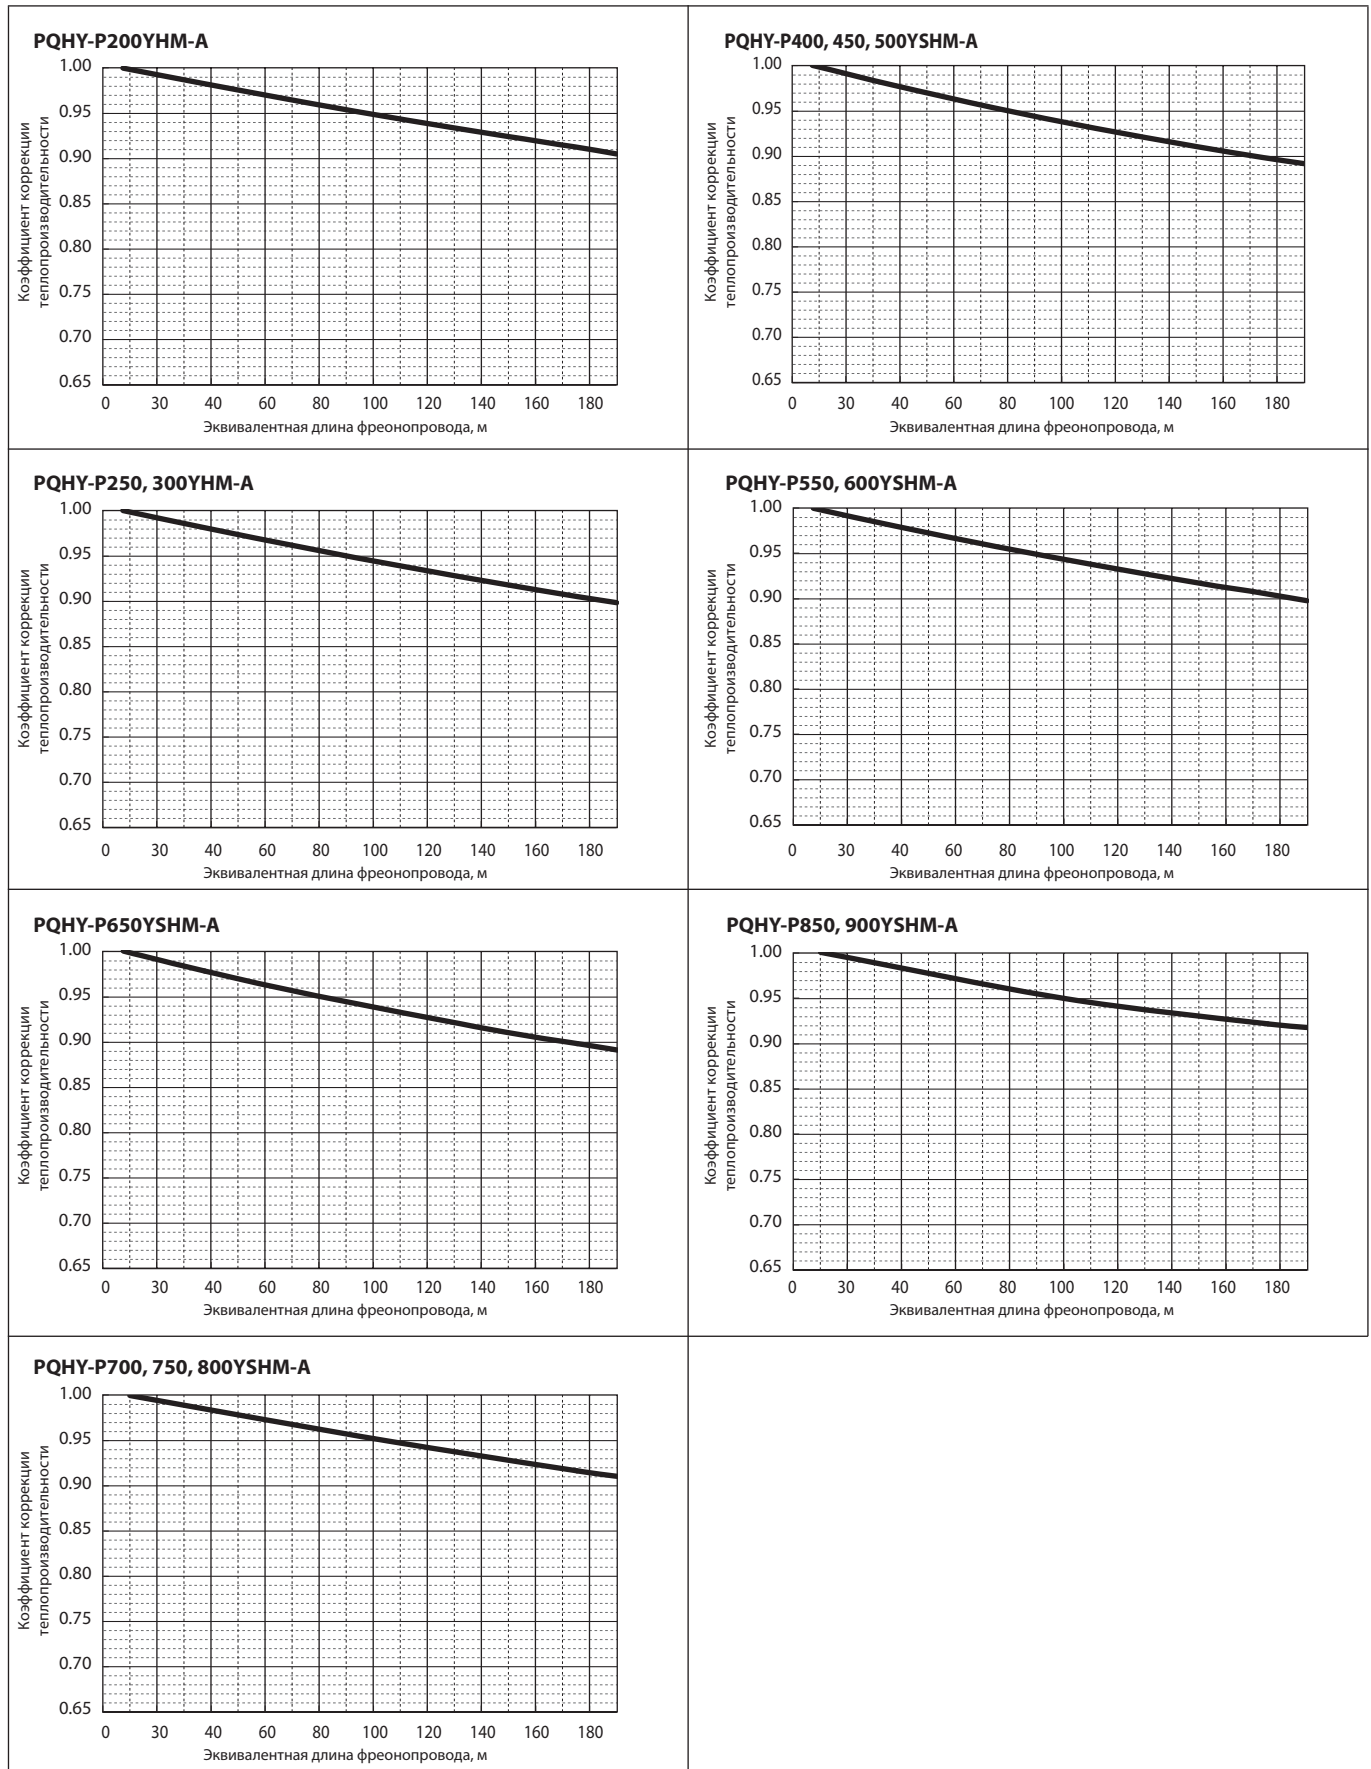 PQHY-P200YHM-A
Коэффициент коррекции
теплопроизводительности
1.00
0.95
0.90
0.85
0.80
0.75
0.70
0.65
0 30 40 60 80 100 120 140 160 180
Эквивалентная длина фреонопровода, м
PQHY-P400, 450, 500YSHM-A
Коэффициент коррекции
теплопроизводительности
1.00
0.95
0.90
0.85
0.80
0.75
0.70
0.65
0 30 40 60 80 100 120 140 160 180
Эквивалентная длина фреонопровода, м
PQHY-P250, 300YHM-A
Коэффициент коррекции
теплопроизводительности
1.00
0.95
0.90
0.85
0.80
0.75
0.70
0.65
0 30 40 60 80 100 120 140 160 180
Эквивалентная длина фреонопровода, м
PQHY-P550, 600YSHM-A
Коэффициент коррекции
теплопроизводительности
1.00
0.95
0.90
0.85
0.80
0.75
0.70
0.65
0 30 40 60 80 100 120 140 160 180
Эквивалентная длина фреонопровода, м
PQHY-P650YSHM-A
Коэффициент коррекции
теплопроизводительности
1.00
0.95
0.90
0.85
0.80
0.75
0.70
0.65
0 30 40 60 80 100 120 140 160 180
Эквивалентная длина фреонопровода, м
PQHY-P850, 900YSHM-A
Коэффициент коррекции
теплопроизводительности
1.00
0.95
0.90
0.85
0.80
0.75
0.70
0.65
0 30 40 60 80 100 120 140 160 180
Эквивалентная длина фреонопровода, м
PQHY-P700, 750, 800YSHM-A
Коэффициент коррекции
теплопроизводительности
1.00
0.95
0.90
0.85
0.80
0.75
0.70
0.65
0 30 40 60 80 100 120 140 160 180
Эквивалентная длина фреонопровода, м